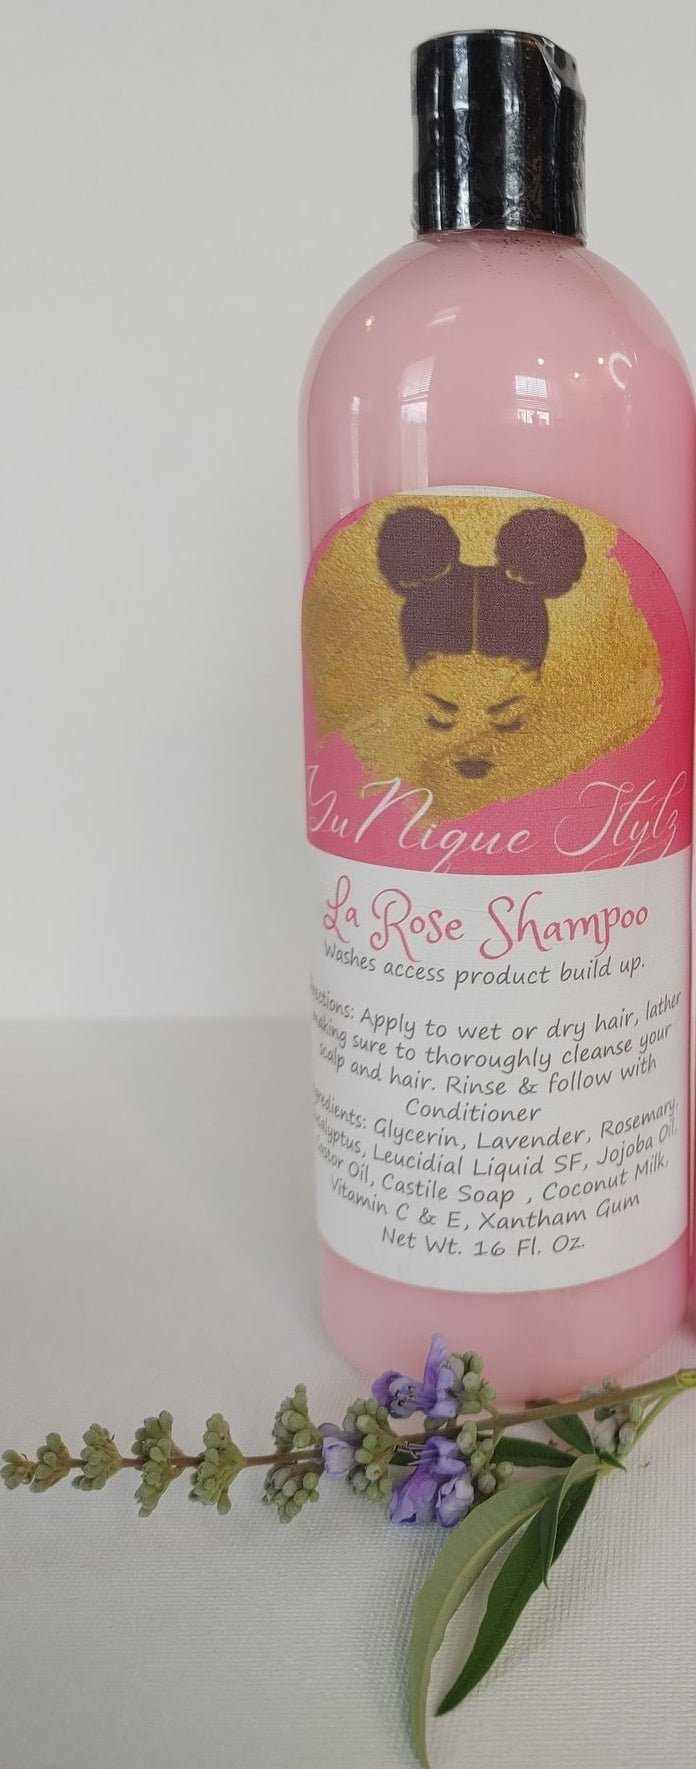 YuNique Stylz
La Rose Shampoo
Washes access product build up.
Apply to wet or dry hair, lather
making sure to thoroughly cleanse your
scalp and hair. Rinse & follow with
Conditioner
Glycerin, Lavender, Rosemary,
Leucidial Liquid SF, Jojoba Oil,
Castor Oil, Castile Soap , Coconut Milk,
Vitamin C & E, Xantham Gum
Net Wt. 16 Fl. Oz.